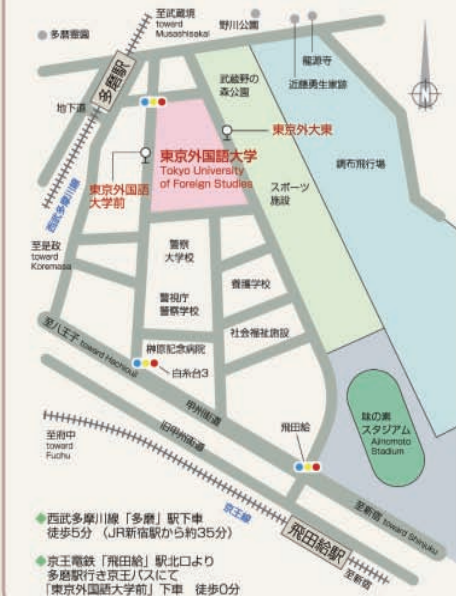 至武蔵境
toward
Musashisakai
野川公園
多磨霊園
龍源寺
近藤勇生家跡
多磨駅
武蔵野の
森公園
地下道
東京外大東
東京外国語大学
Tokyo University
of Foreign Studies
調布飛行場
東京外国語
大学前
スポーツ
施設
西武多摩川線
至是政
toward
Koremasa
警察
大学校
養護学校
警視庁
警察学校
社会福祉施設
至八王子 toward Hachioji
榊原記念病院
白糸台3
甲州街道
味の素
スタジアム
Ajinomoto
Stadium
旧甲州街道
飛田給
至府中
toward
Fuchu
京王線
至新宿 toward Shinjuku
飛田給駅
至新宿
◆西武多摩川線「多磨」駅下車
徒歩5分 (JR新宿駅から約35分)
◆京王電鉄「飛田給」駅北口より
多磨駅行き京王バスにて
「東京外国語大学前」下車 徒歩0分